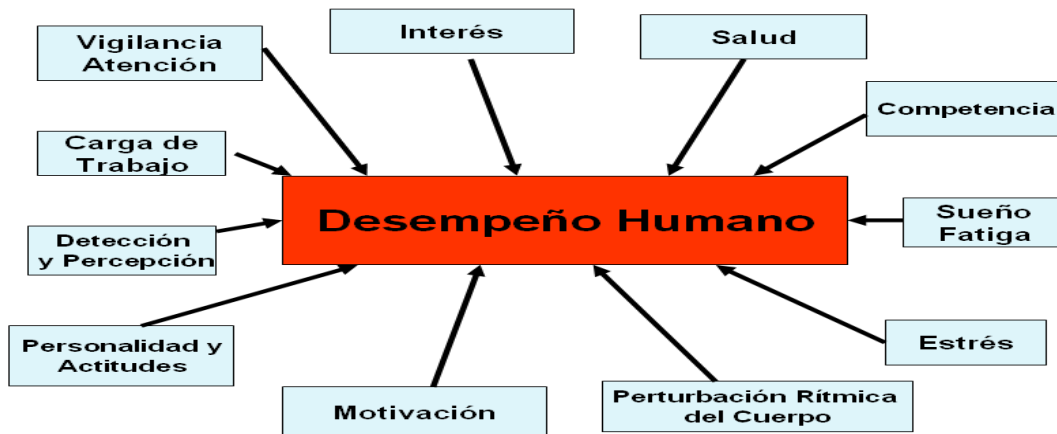 Interés
Salud
Vigilancia
Atención
Competencia
Carga de
Trabajo
Desempeño Humano
Sueño
Fatiga
Detección
y Percepción
Personalidad y
Actitudes
Estrés
Motivación
Perturbación Rítmica
del Cuerpo